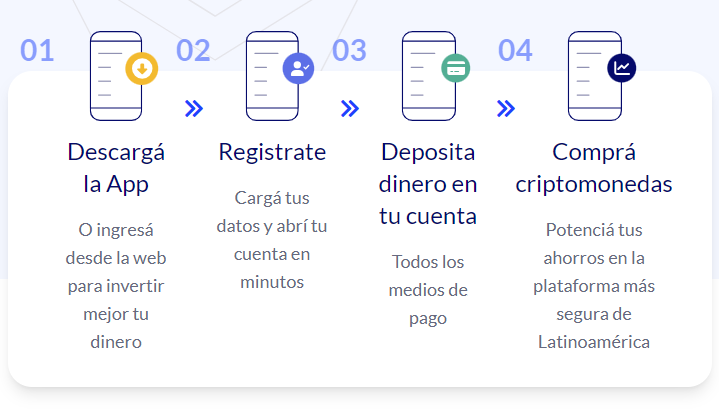 01
Descargá
la App
O ingresá
desde la web
para invertir
mejor tu
dinero
02
Registrate
Cargá tus
datos y abrí tu
cuenta en
minutos
03
Deposita
dinero en
tu cuenta
Todos los
medios de
pago
04
Comprá
criptomonedas
Potenciá tus
ahorros en la
plataforma más
segura de
Latinoamérica